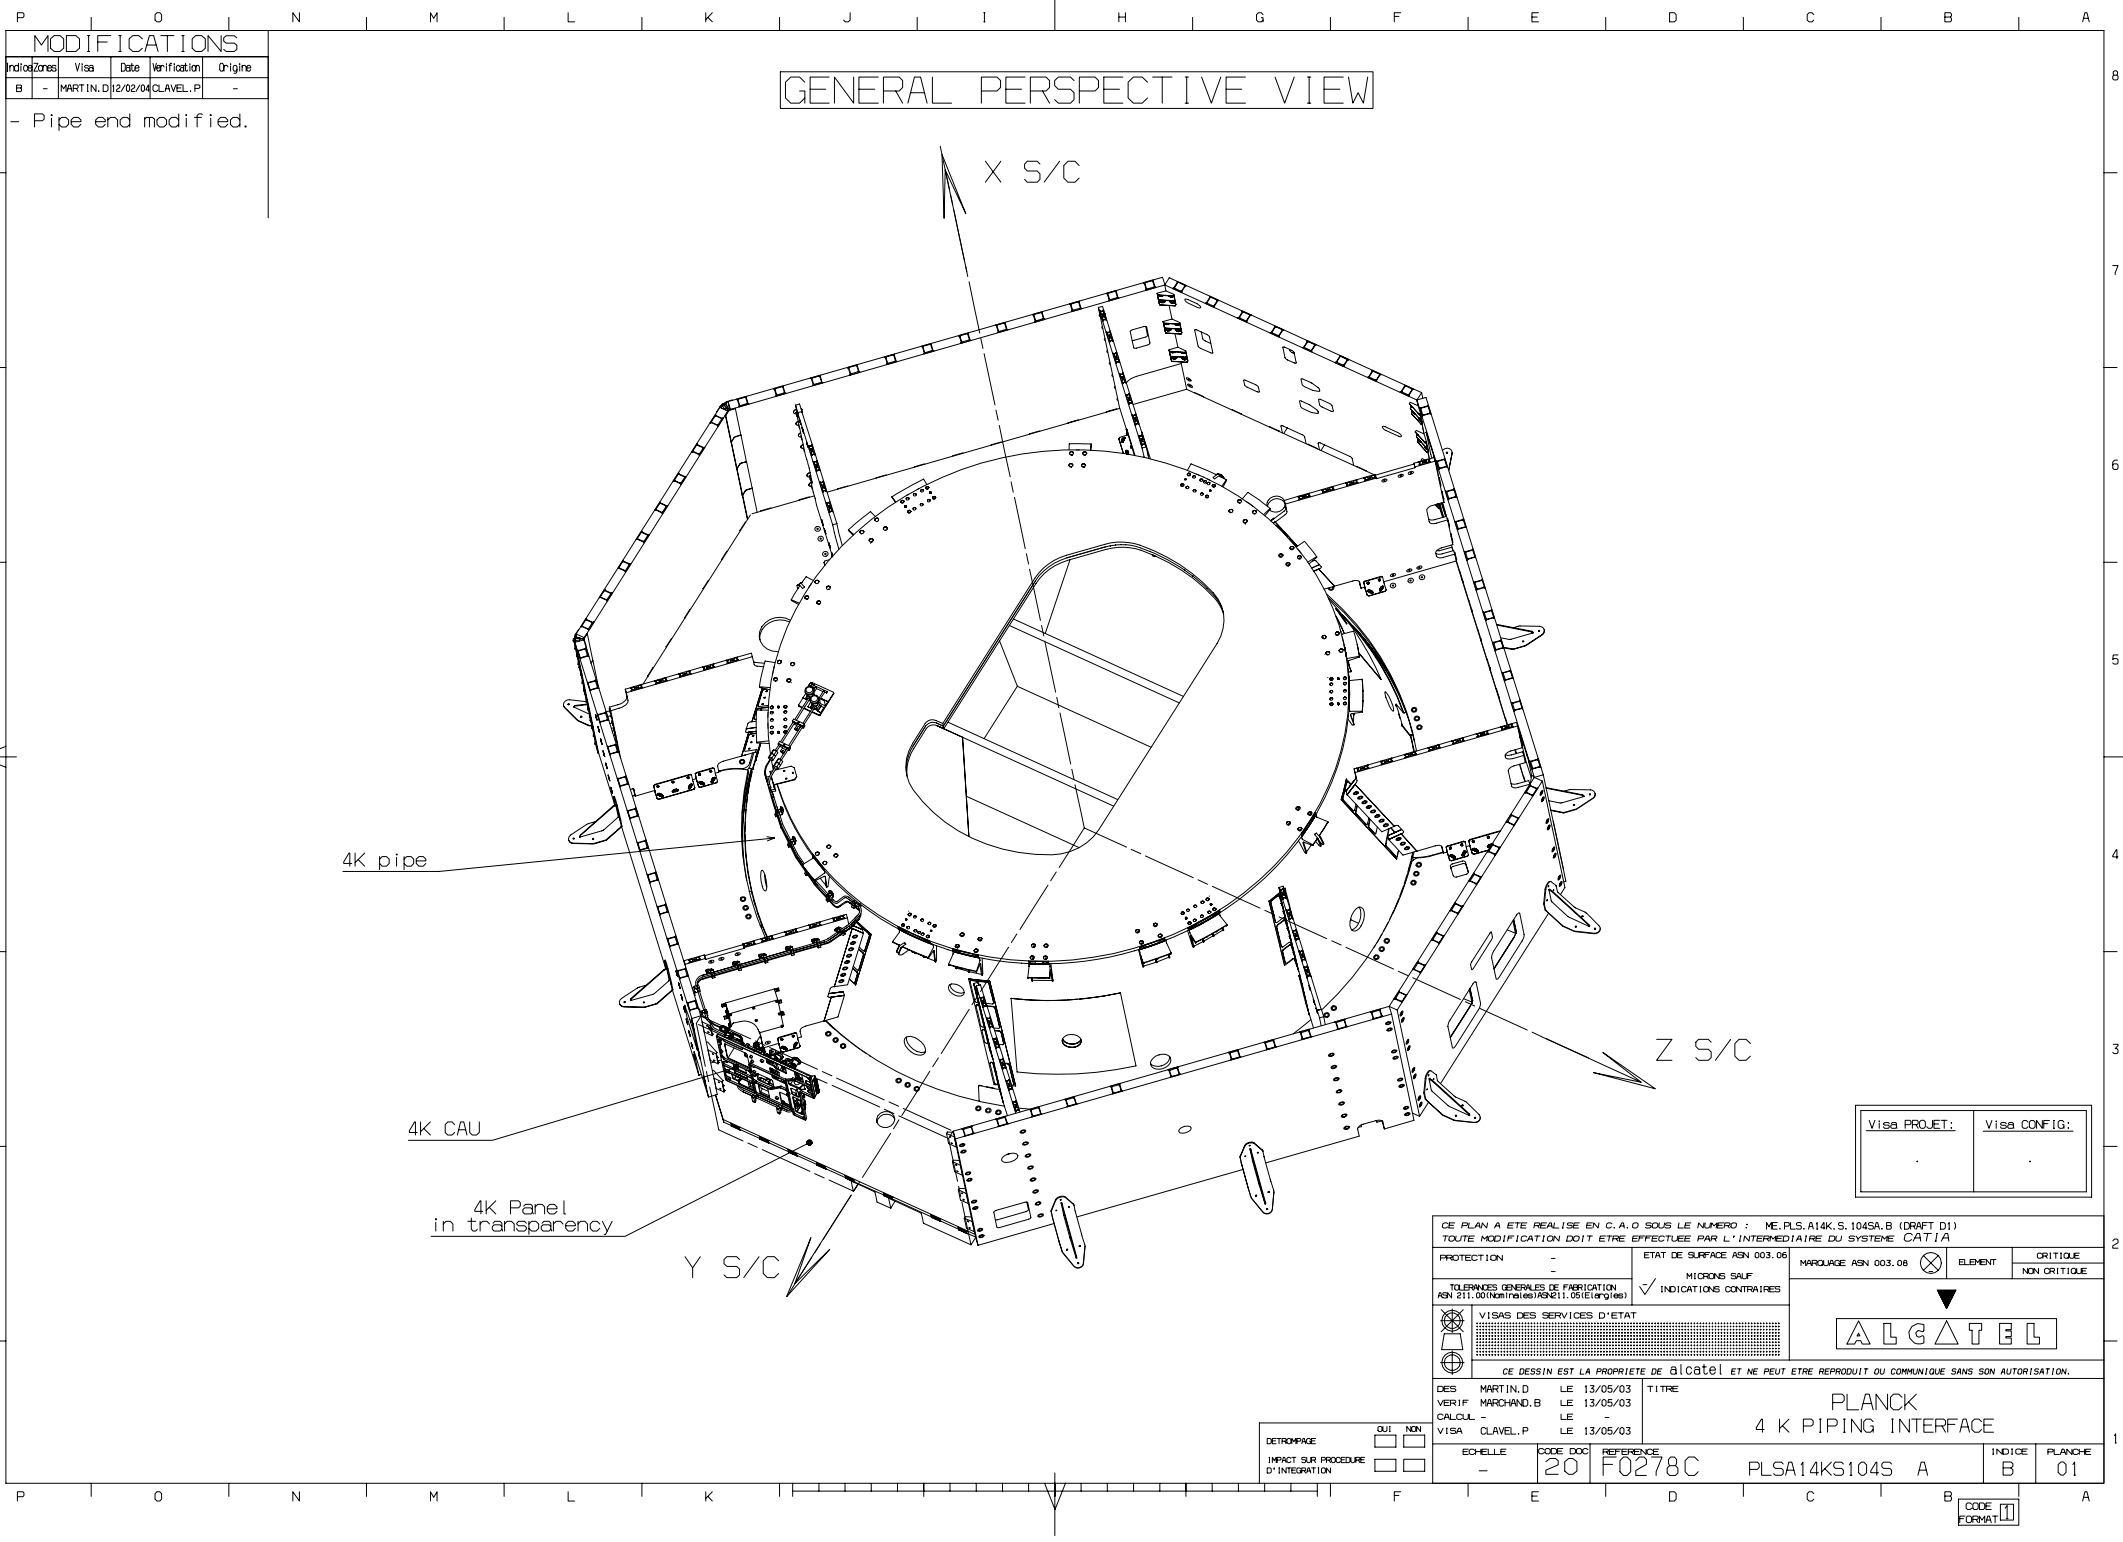 P O N M L K J I H G F E D C B A
MODIFICATIONS
Indice Zones Visa Date Verification Origine
B - MARTIN.D 12/02/04 CLAVEL.P -
- Pipe end modified.
GENERAL PERSPECTIVE VIEW
8
X S/C
7
6
5
4K pipe
4
Z S/C
3
4K CAU
4K Panel
in transparency
Y S/C
Visa PROJET: Visa CONFIG:
. .
2
CE PLAN A ETE REALISE EN C.A.O SOUS LE NUMERO : ME.PLS.A14K.S.104SA.B (DRAFT D1)
TOUTE MODIFICATION DOIT ETRE EFFECTUEE PAR L'INTERMEDIAIRE DU SYSTEME CATIA
PROTECTION -
-
ETAT DE SURFACE ASN 003.06
MICRONS SAUF
INDICATIONS CONTRAIRES
MARQUAGE ASN 003.08
ELEMENT
CRITIQUE
NON CRITIQUE
TOLERANCES GENERALES DE FABRICATION
ASN 211.00(Nominales)ASN211.05(Elargies)
VISAS DES SERVICES D'ETAT
ALCATEL
CE DESSIN EST LA PROPRIETE DE alcatel ET NE PEUT ETRE REPRODUIT OU COMMUNIQUE SANS SON AUTORISATION.
DES MARTIN.D LE 13/05/03
VERIF MARCHAND.B LE 13/05/03
CALCUL - LE -
VISA CLAVEL.P LE 13/05/03
TITRE
PLANCK
4 K PIPING INTERFACE
1
OUI NON
DETROMPAGE
IMPACT SUR PROCEDURE
D'INTEGRATION
ECHELLE
-
CODE DOC
20
REFERENCE
F0278C PLSA14KS104S A
INDICE
B
PLANCHE
01
P O N M L K J I F E D C B A
CODE
FORMAT 1